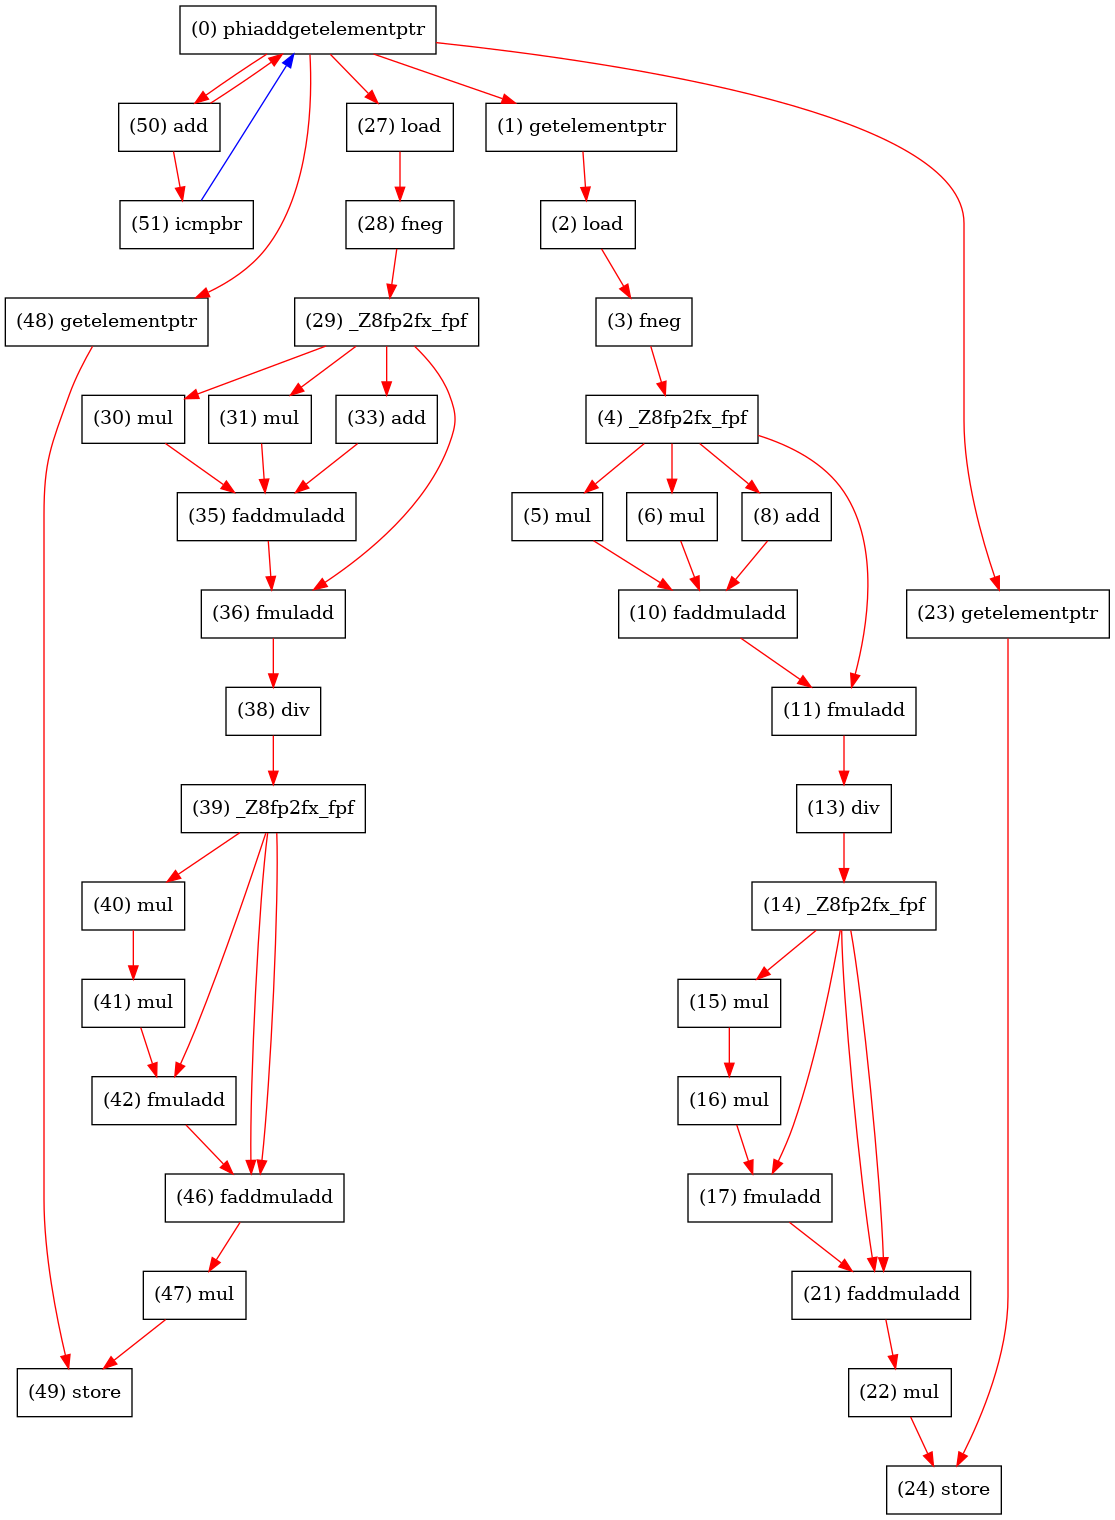 (0) phiaddgetelementptr
(50) add
(27) load
(1) getelementptr
(51) icmpbr
(28) fneg
(2) load
(48) getelementptr
(29) _Z8fp2fx_fpf
(3) fneg
(30) mul
(31) mul
(33) add
(4) _Z8fp2fx_fpf
(35) faddmuladd
(5) mul
(6) mul
(8) add
(36) fmuladd
(10) faddmuladd
(23) getelementptr
(38) div
(11) fmuladd
(39) _Z8fp2fx_fpf
(13) div
(40) mul
(14) _Z8fp2fx_fpf
(41) mul
(15) mul
(42) fmuladd
(16) mul
(46) faddmuladd
(17) fmuladd
(47) mul
(21) faddmuladd
(49) store
(22) mul
(24) store